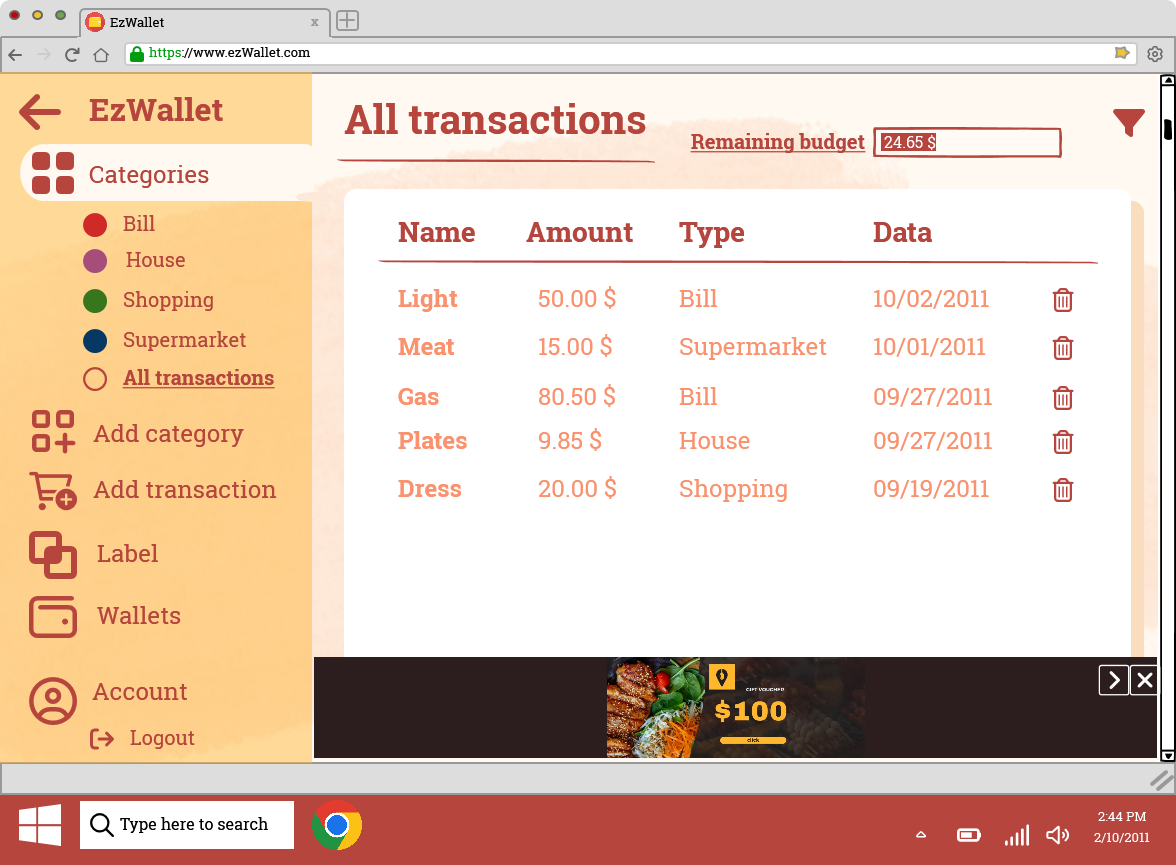 EzWallet
x
https://www.ezWallet.com
EzWallet
Categories
Bill
House
Shopping
Supermarket
All transactions
Add category
Add transaction
Label
Wallets
Account
Logout
All transactions
Remaining budget 24.65 $
Name Amount Type Data
Light 50.00 $ Bill 10/02/2011
Meat 15.00 $ Supermarket 10/01/2011
Gas 80.50 $ Bill 09/27/2011
Plates 9.85 $ House 09/27/2011
Dress 20.00 $ Shopping 09/19/2011
GIFT VOUCHER
$100
click
Type here to search
2:44 PM
2/10/2011